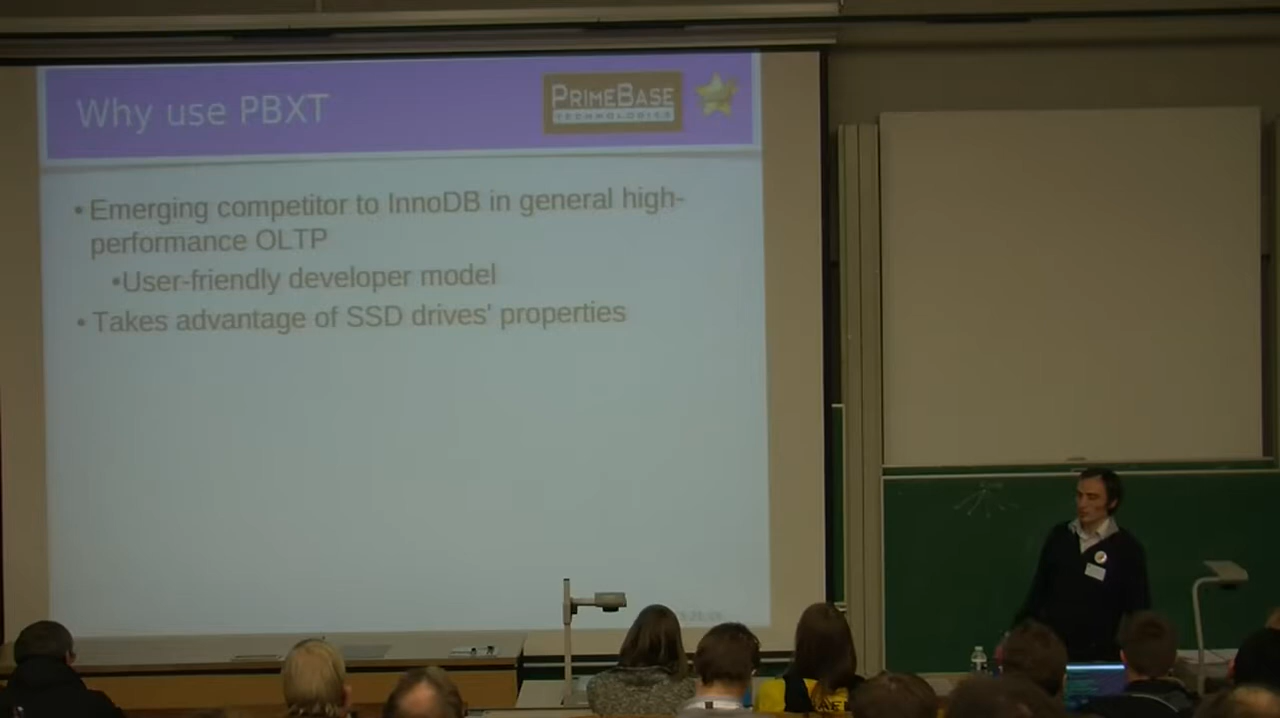 Why use PBXT
PRIMEBASE
TECHNOLOGIES
•Emerging competitor to InnoDB in general high-
performance OLTP
•User-friendly developer model
•Takes advantage of SSD drives' properties